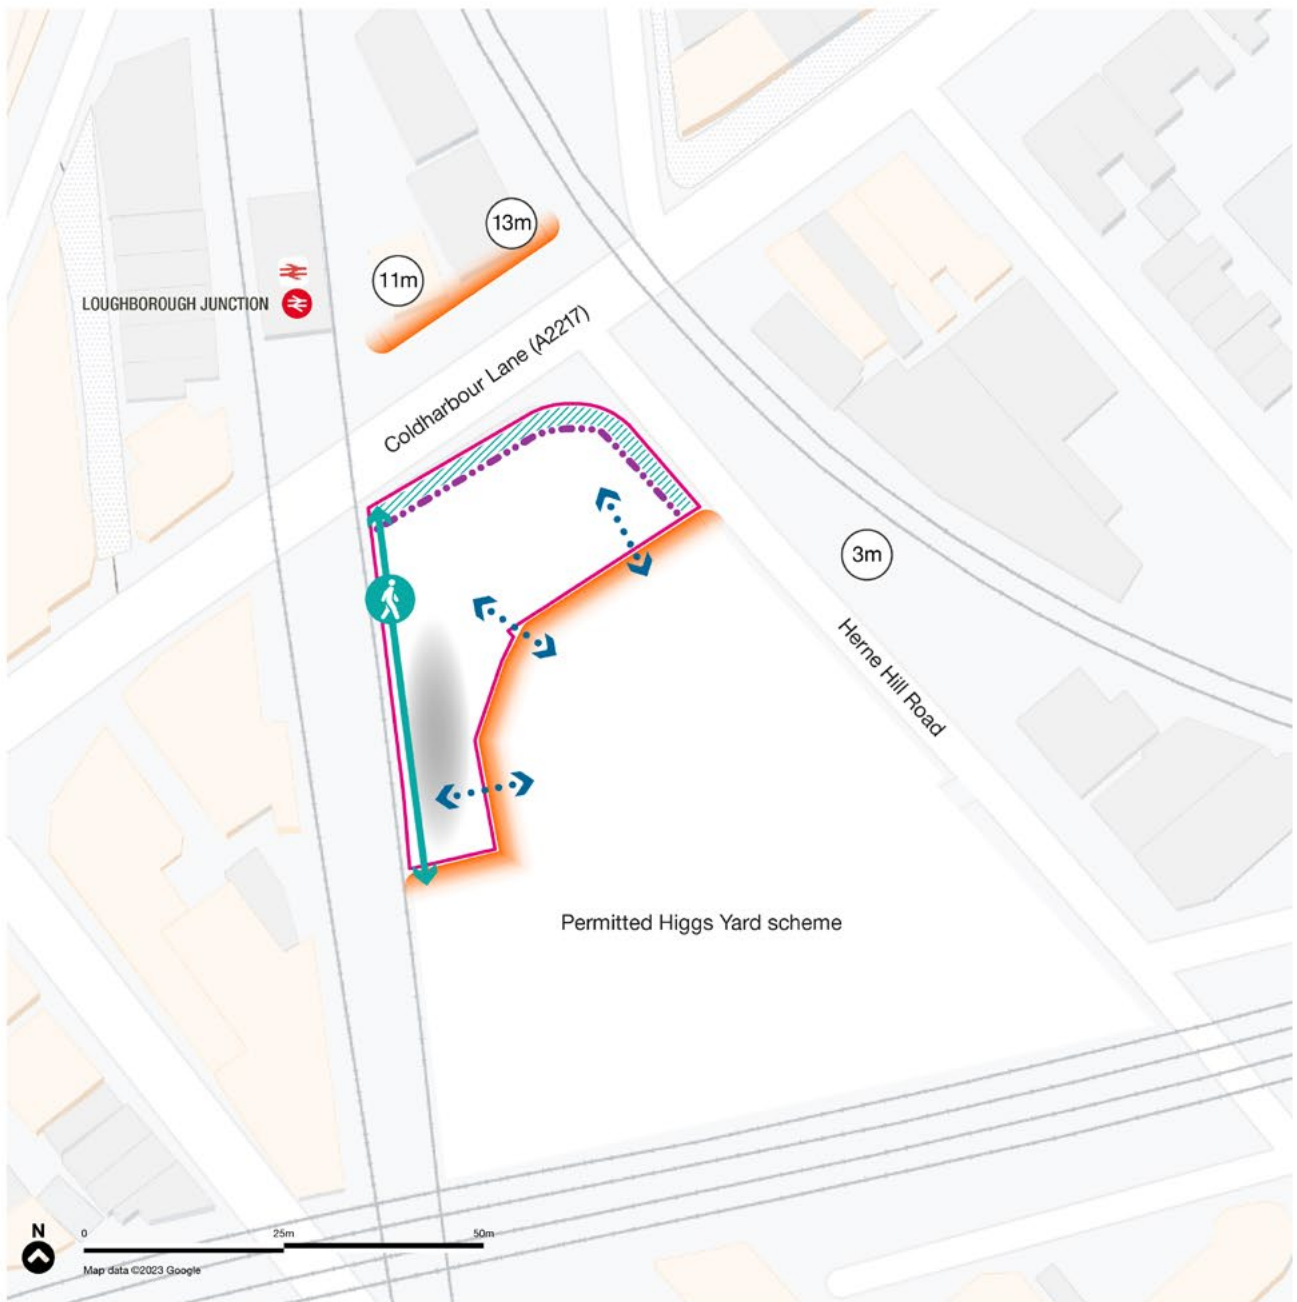 13m
11m
LOUGHBOROUGH JUNCTION
Coldharbour Lane (A2217)
3m
Herne Hill Road
Permitted Higgs Yard scheme
N
0 25m 50m
Map data ©2023 Google